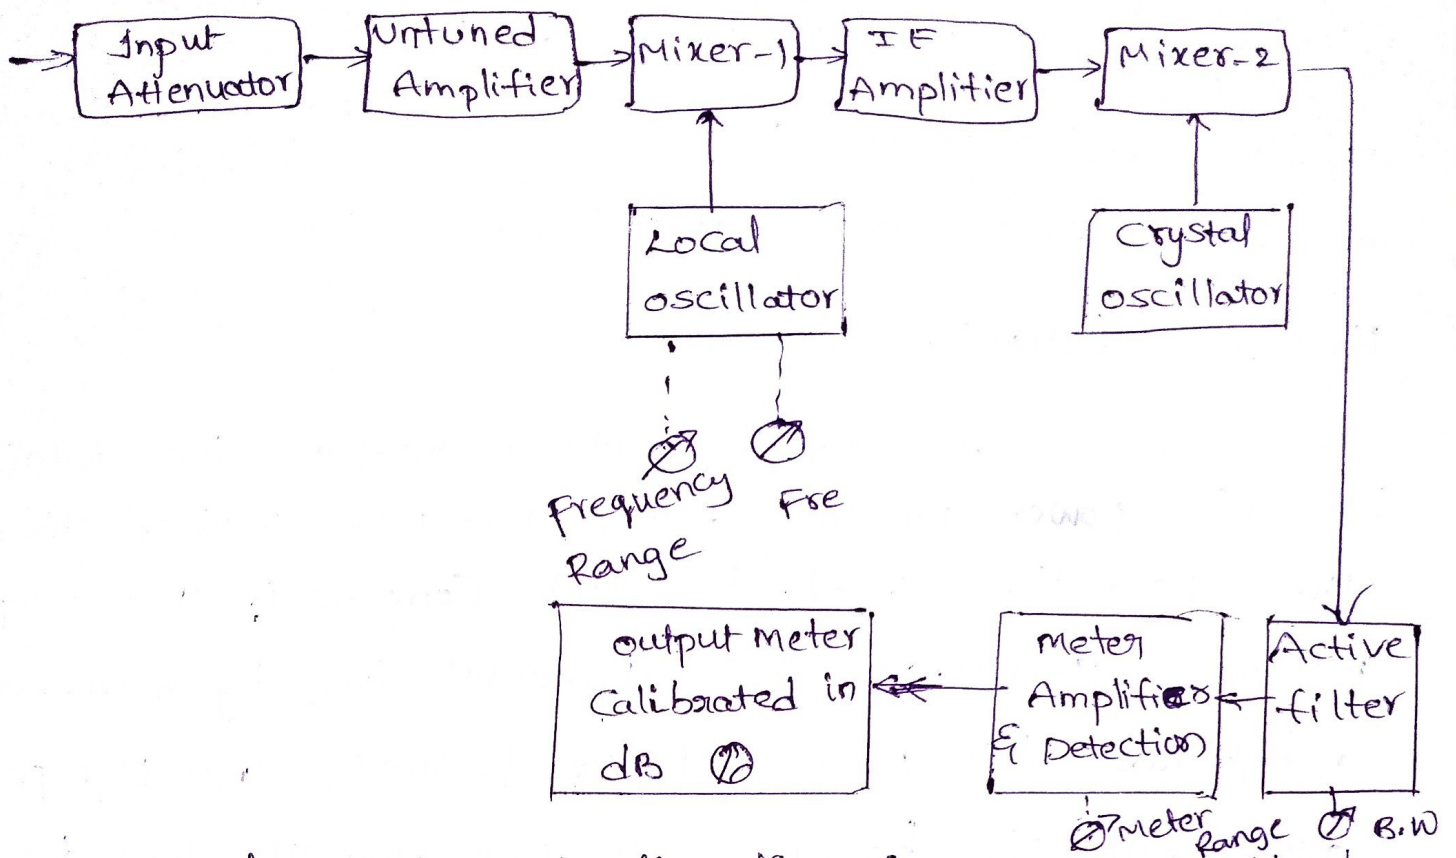 Input
Attenuator
Untuned
Amplifier
Mixer-1
IF
Amplifier
Mixer-2
Local
oscillator
Crystal
oscillator
Frequency
Range
Fre
output meter
Calibrated in
dB
Meter
Amplifier
& Detection
Active
filter
Meter
Range
B.W